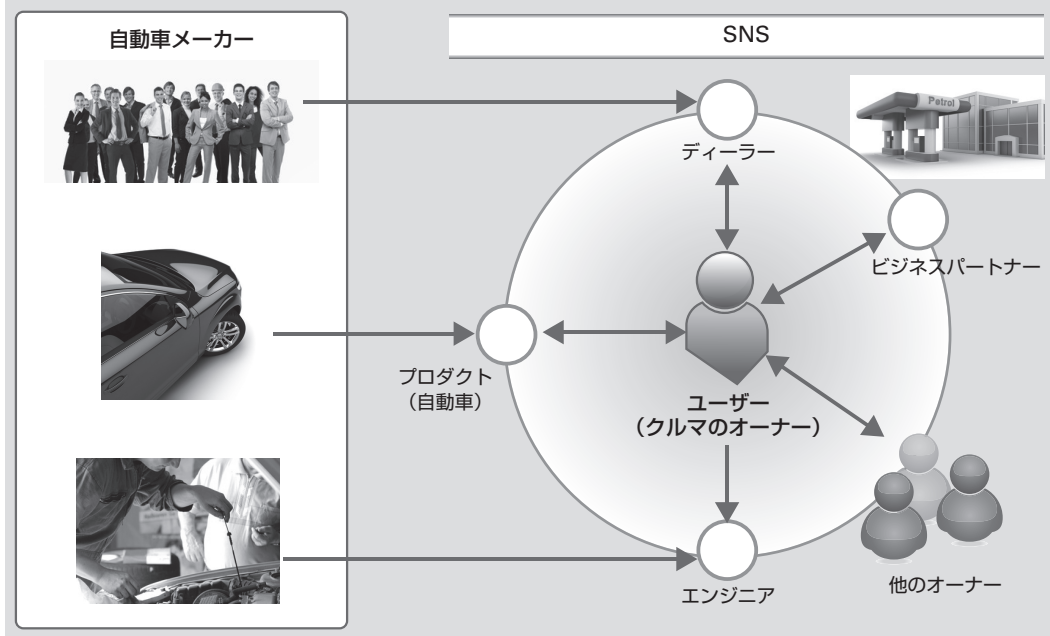 自動車メーカー
SNS
Petrol
ディーラー
ビジネスパートナー
プロダクト
(自動車)
ユーザー
(クルマのオーナー)
エンジニア
他のオーナー